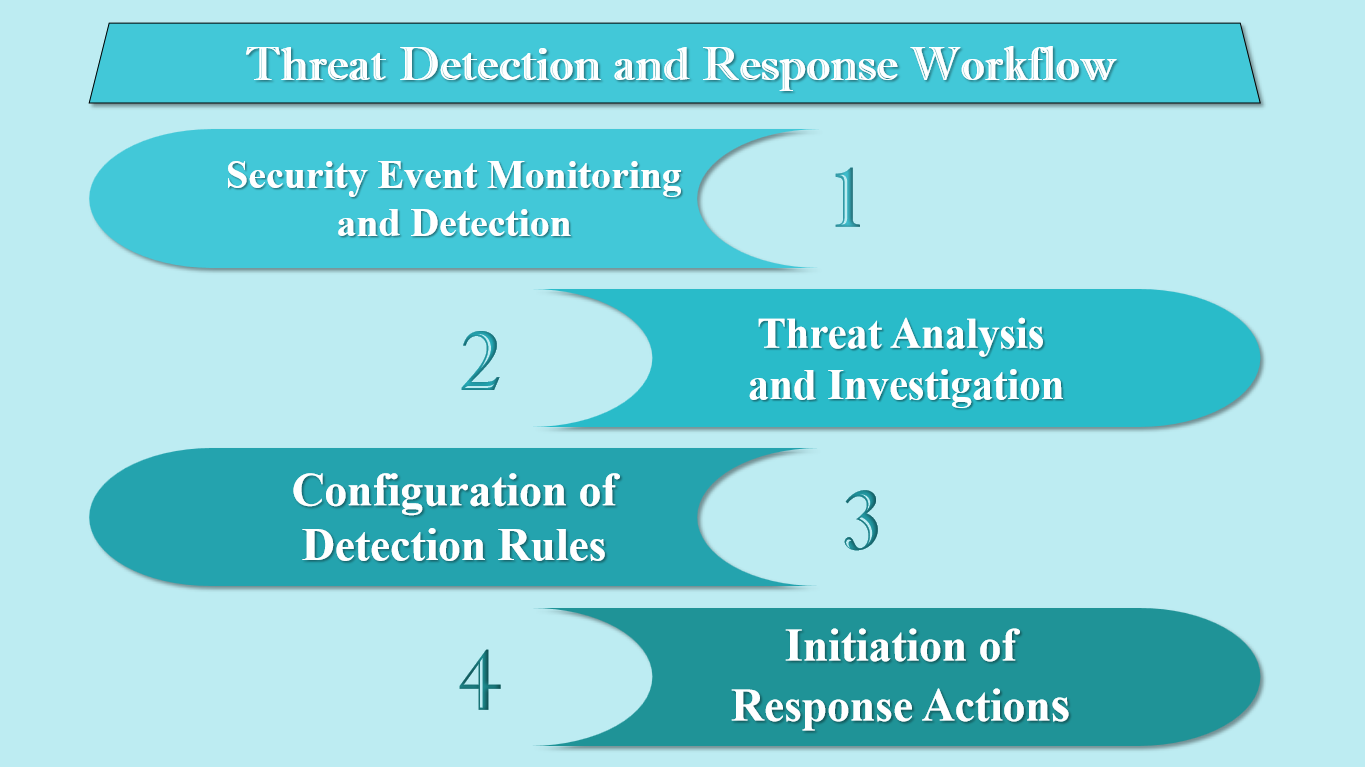 Threat Detection and Response Workflow
Security Event Monitoring
and Detection
1
2
Threat Analysis
and Investigation
Configuration of
Detection Rules
3
4
Initiation of
Response Actions